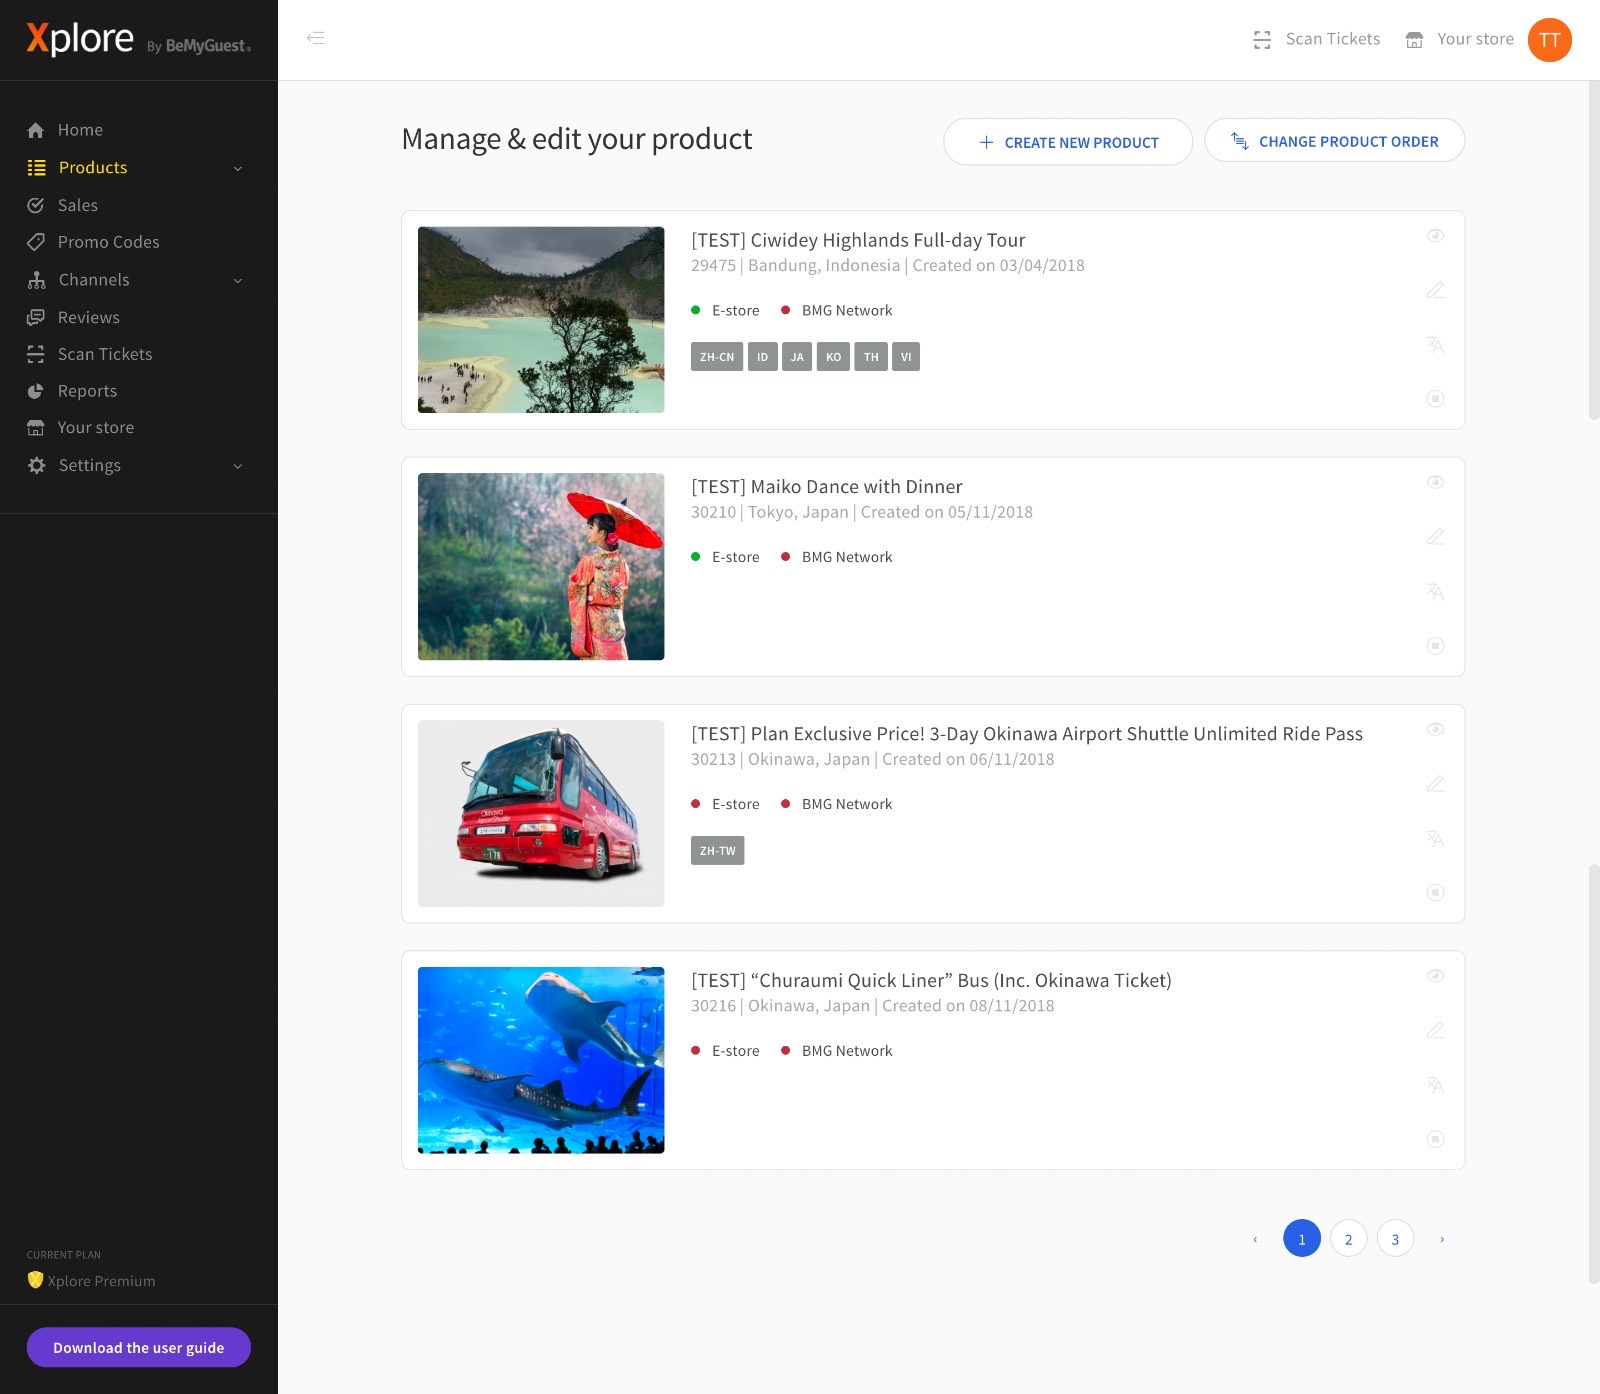 Xplore By BeMyGuest
Scan Tickets
Your store
TT
Home
Products
Sales
Promo Codes
Channels
Reviews
Scan Tickets
Reports
Your store
Settings
CURRENT PLAN
Xplore Premium
Download the user guide
Manage & edit your product
CREATE NEW PRODUCT
CHANGE PRODUCT ORDER
[TEST] Ciwidey Highlands Full-day Tour
29475 | Bandung, Indonesia | Created on 03/04/2018
E-store BMG Network
ZH-CN ID JA KO TH VI
[TEST] Maiko Dance with Dinner
30210 | Tokyo, Japan | Created on 05/11/2018
E-store BMG Network
[TEST] Plan Exclusive Price! 3-Day Okinawa Airport Shuttle Unlimited Ride Pass
30213 | Okinawa, Japan | Created on 06/11/2018
E-store BMG Network
ZH-TW
Okinawa
Airport Shuttle
178
[TEST] “Churaumi Quick Liner” Bus (Inc. Okinawa Ticket)
30216 | Okinawa, Japan | Created on 08/11/2018
E-store BMG Network
‹ 1 2 3 ›